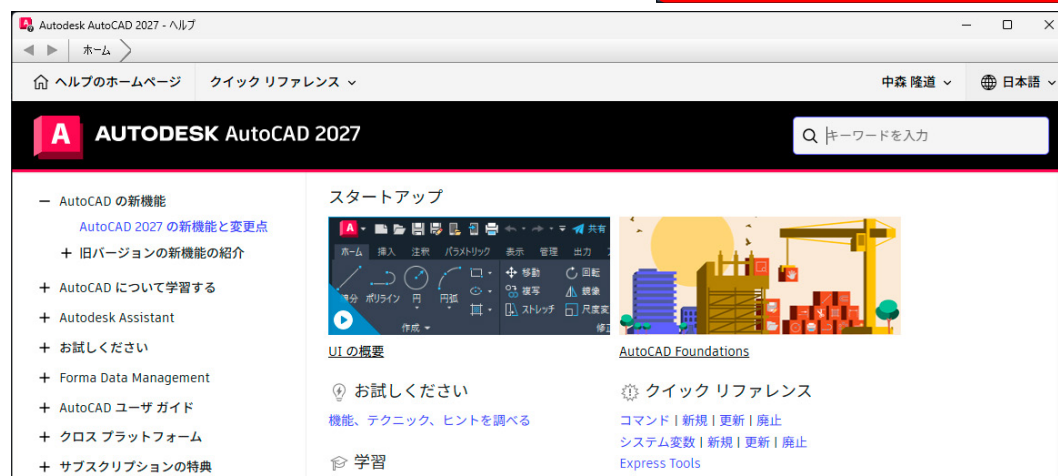 Autodesk AutoCAD 2027 - ヘルプ
ホーム
ヘルプのホームページ クイック リファレンス 中森 隆道 日本語
A AUTODESK AutoCAD 2027 キーワードを入力
AutoCAD の新機能
AutoCAD 2027 の新機能と変更点
旧バージョンの新機能の紹介
AutoCAD について学習する
Autodesk Assistant
お試しください
Forma Data Management
AutoCAD ユーザ ガイド
クロス プラットフォーム
サブスクリプションの特典
スタートアップ
A 共有
ホーム 挿入 注釈 パラメトリック 表示 管理 出力
線分 ポリライン 円 円弧 移動 回転
複写 鏡像
ストレッチ 尺度変
作成 修正
UI の概要
AutoCAD Foundations
お試しください
機能、テクニック、ヒントを調べる
学習
クイック リファレンス
コマンド | 新規 | 更新 | 廃止
システム変数 | 新規 | 更新 | 廃止
Express Tools